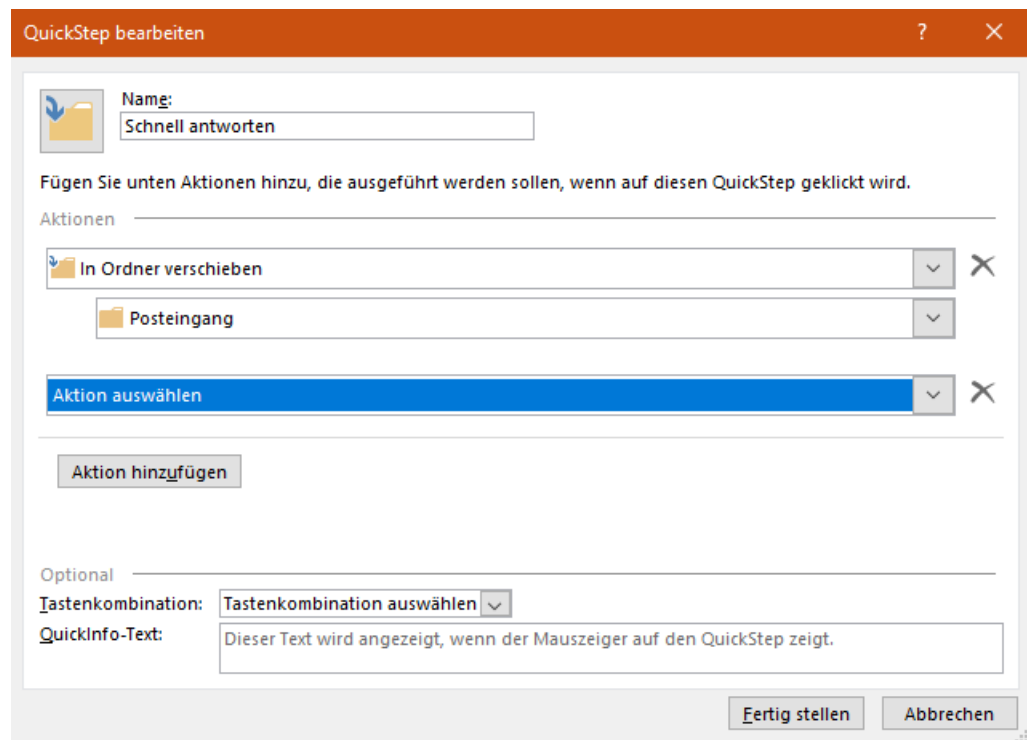 QuickStep bearbeiten ?
Name:
Schnell antworten
Fügen Sie unten Aktionen hinzu, die ausgeführt werden sollen, wenn auf diesen QuickStep geklickt wird.
Aktionen
In Ordner verschieben
Posteingang
Aktion auswählen
Aktion hinzufügen
Optional
Tastenkombination: Tastenkombination auswählen
QuickInfo-Text: Dieser Text wird angezeigt, wenn der Mauszeiger auf den QuickStep zeigt.
Fertig stellen Abbrechen